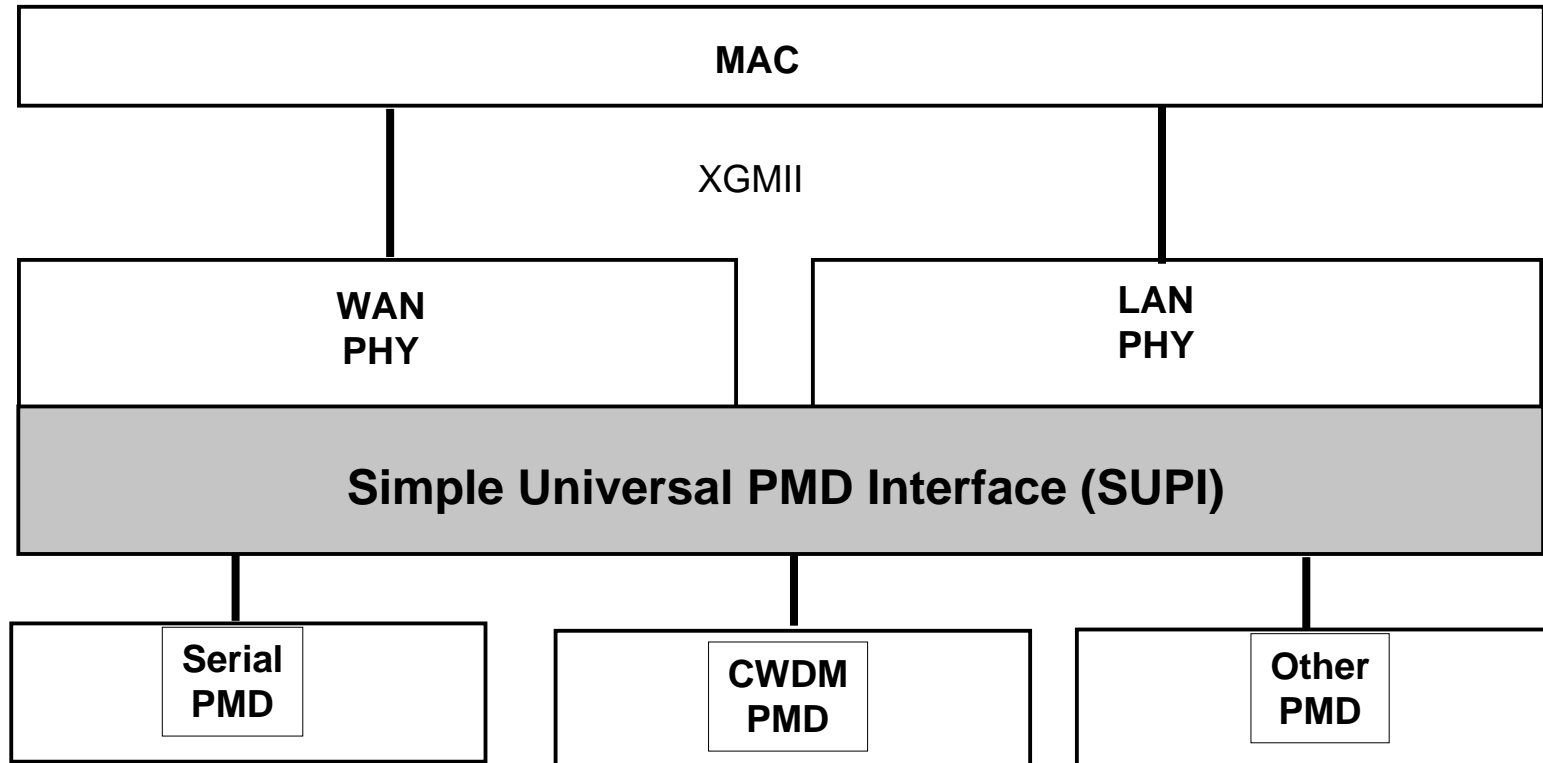 MAC
XGMII
WAN
PHY
LAN
PHY
Simple Universal PMD Interface (SUPI)
Serial
PMD
CWDM
PMD
Other
PMD